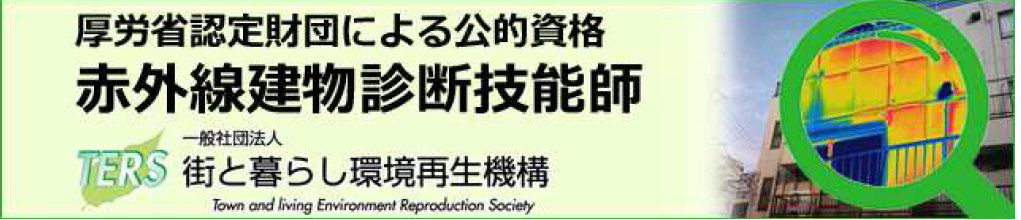 厚労省認定財団による公的資格
赤外線建物診断技能師
一般社団法人
TERS 街と暮らし環境再生機構
Town and living Environment Reproduction Society